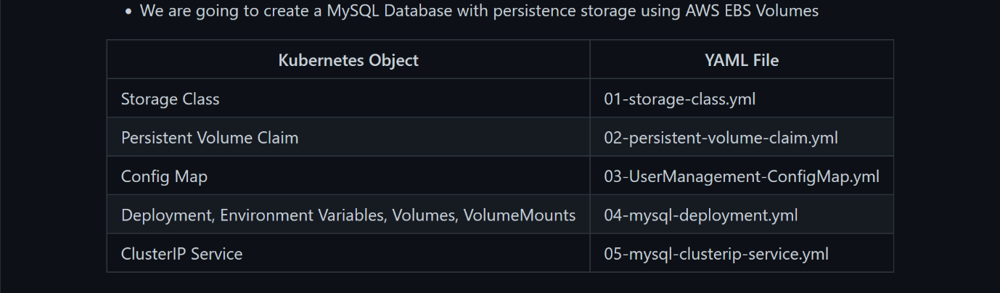 We are going to create a MySQL Database with persistence storage using AWS EBS Volumes
Kubernetes Object YAML File
Storage Class 01-storage-class.yml
Persistent Volume Claim 02-persistent-volume-claim.yml
Config Map 03-UserManagement-ConfigMap.yml
Deployment, Environment Variables, Volumes, VolumeMounts 04-mysql-deployment.yml
ClusterIP Service 05-mysql-clusterip-service.yml